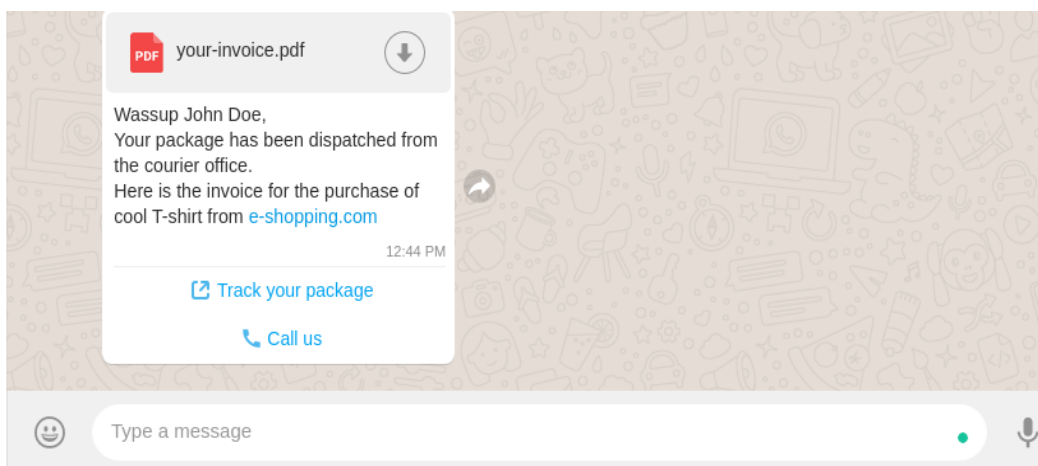 PDF your-invoice.pdf
Wassup John Doe,
Your package has been dispatched from
the courier office.
Here is the invoice for the purchase of
cool T-shirt from e-shopping.com
12:44 PM
Track your package
Call us
Type a message